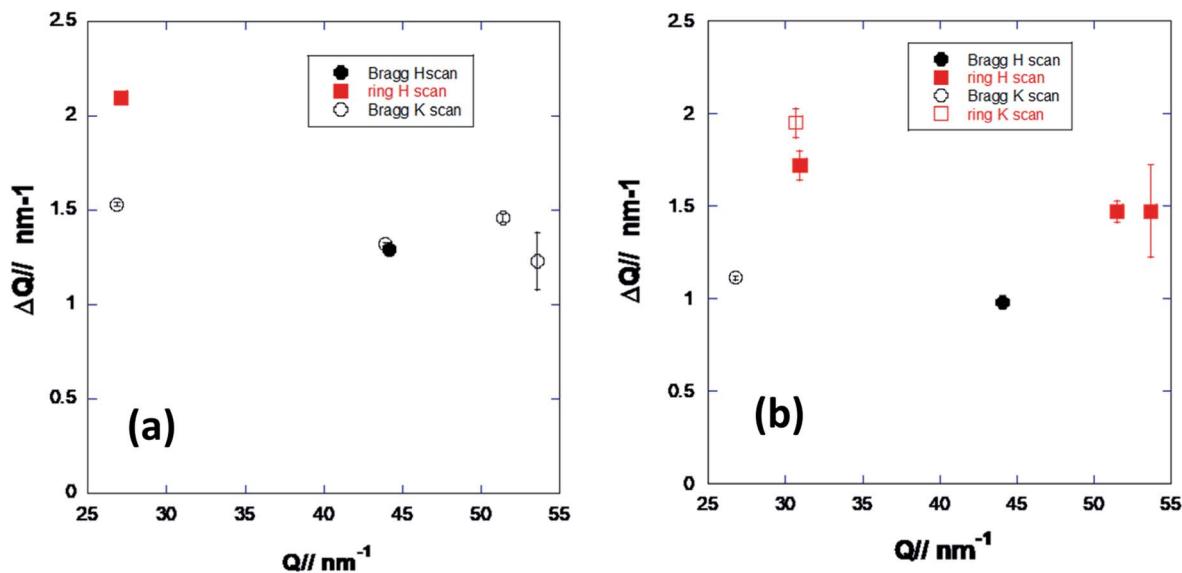 2.5
2
1.5
1
0.5
0
ΔQ// nm-1
Bragg Hscan
ring H scan
Bragg K scan
(a)
25 30 35 40 45 50 55
Q// nm-1
2.5
2
1.5
1
0.5
0
ΔQ// nm-1
Bragg H scan
ring H scan
Bragg K scan
ring K scan
(b)
25 30 35 40 45 50 55
Q// nm-1